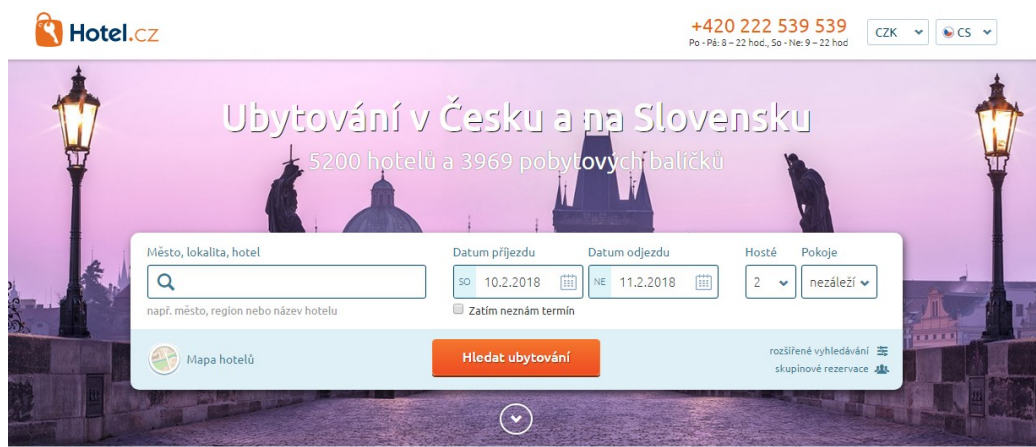 Hotel.cz
+420 222 539 539
Po - Pá: 8 – 22 hod., So - Ne: 9 – 22 hod
CZK
CS
Ubytování v Česku a na Slovensku
5200 hotelů a 3969 pobytových balíčků
Město, lokalita, hotel
Datum příjezdu
Datum odjezdu
Hosté
Pokoje
SO 10.2.2018
NE 11.2.2018
2
nezáleží
např. město, region nebo název hotelu
Zatím neznám termín
Mapa hotelů
Hledat ubytování
rozšířené vyhledávání
skupinové rezervace